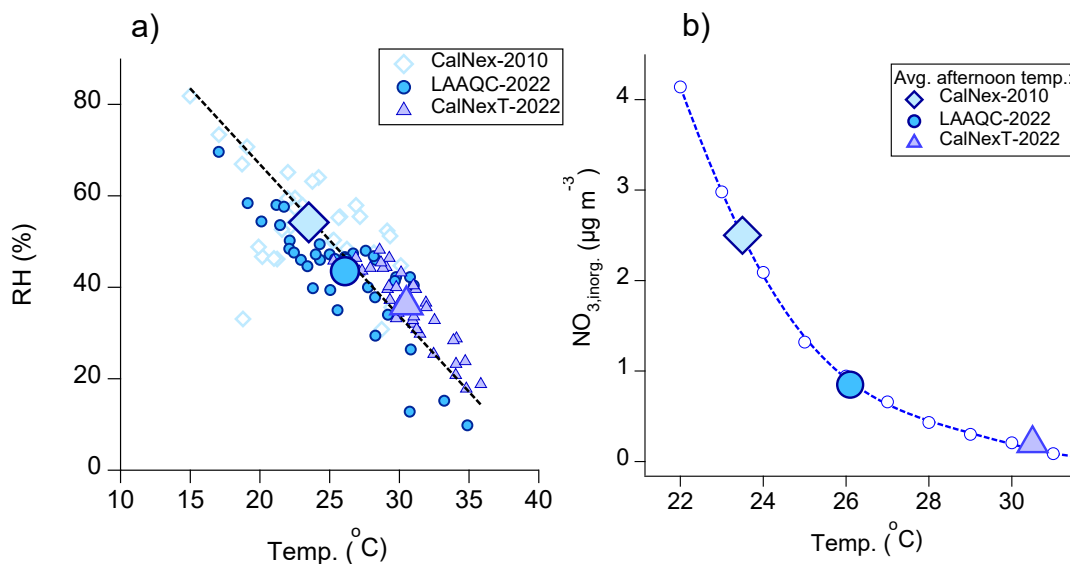 a)
CalNex-2010
LAAQC-2022
CalNexT-2022
RH (%)
80
60
40
20
0
10
15
20
25
30
35
40
Temp. (°C)
b)
Avg. afternoon temp.:
CalNex-2010
LAAQC-2022
CalNexT-2022
NO3,inorg. (µg m-3)
4
3
2
1
0
22
24
26
28
30
Temp. (°C)